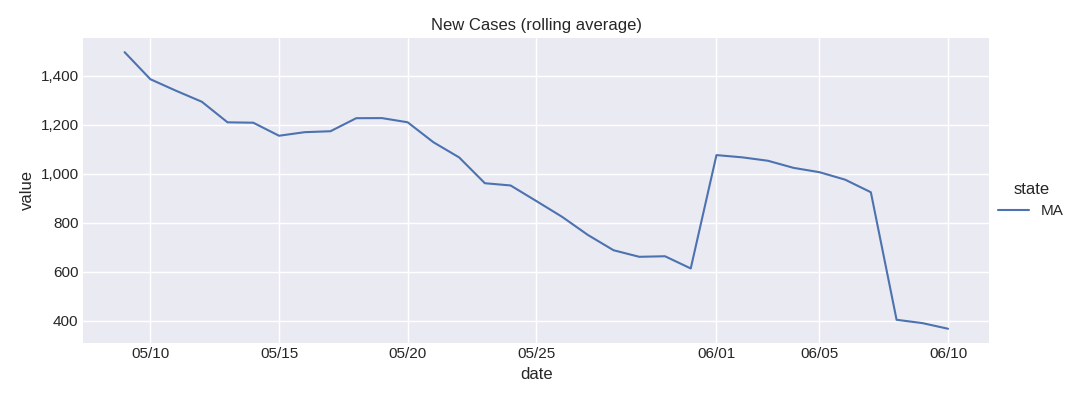 New Cases (rolling average)
1,400
1,200
1,000
800
600
400
value
05/10 05/15 05/20 05/25 06/01 06/05 06/10
date
state
MA